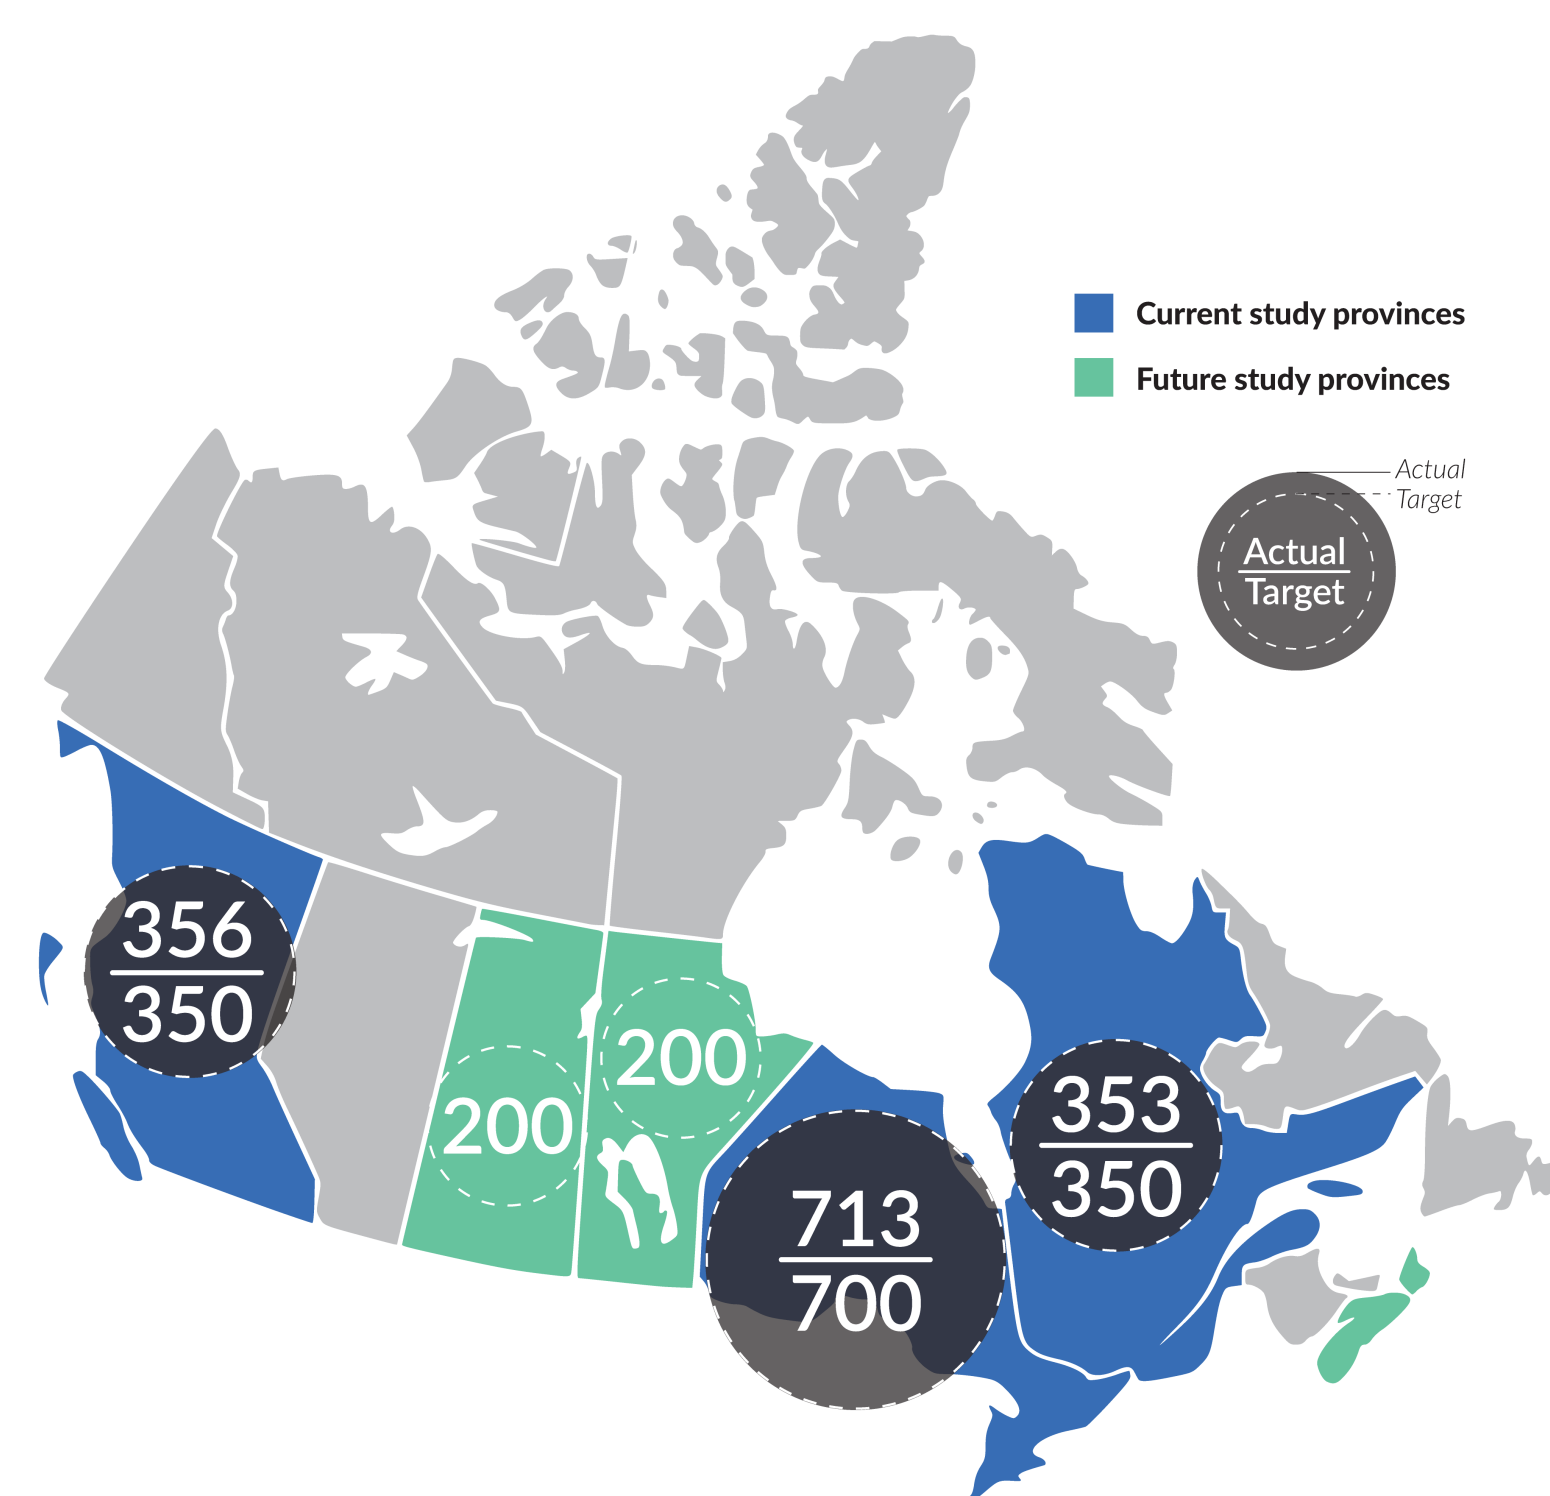 Current study provinces
Future study provinces
Actual
Target
Actual
Target
356
350
200
200
713
700
353
350